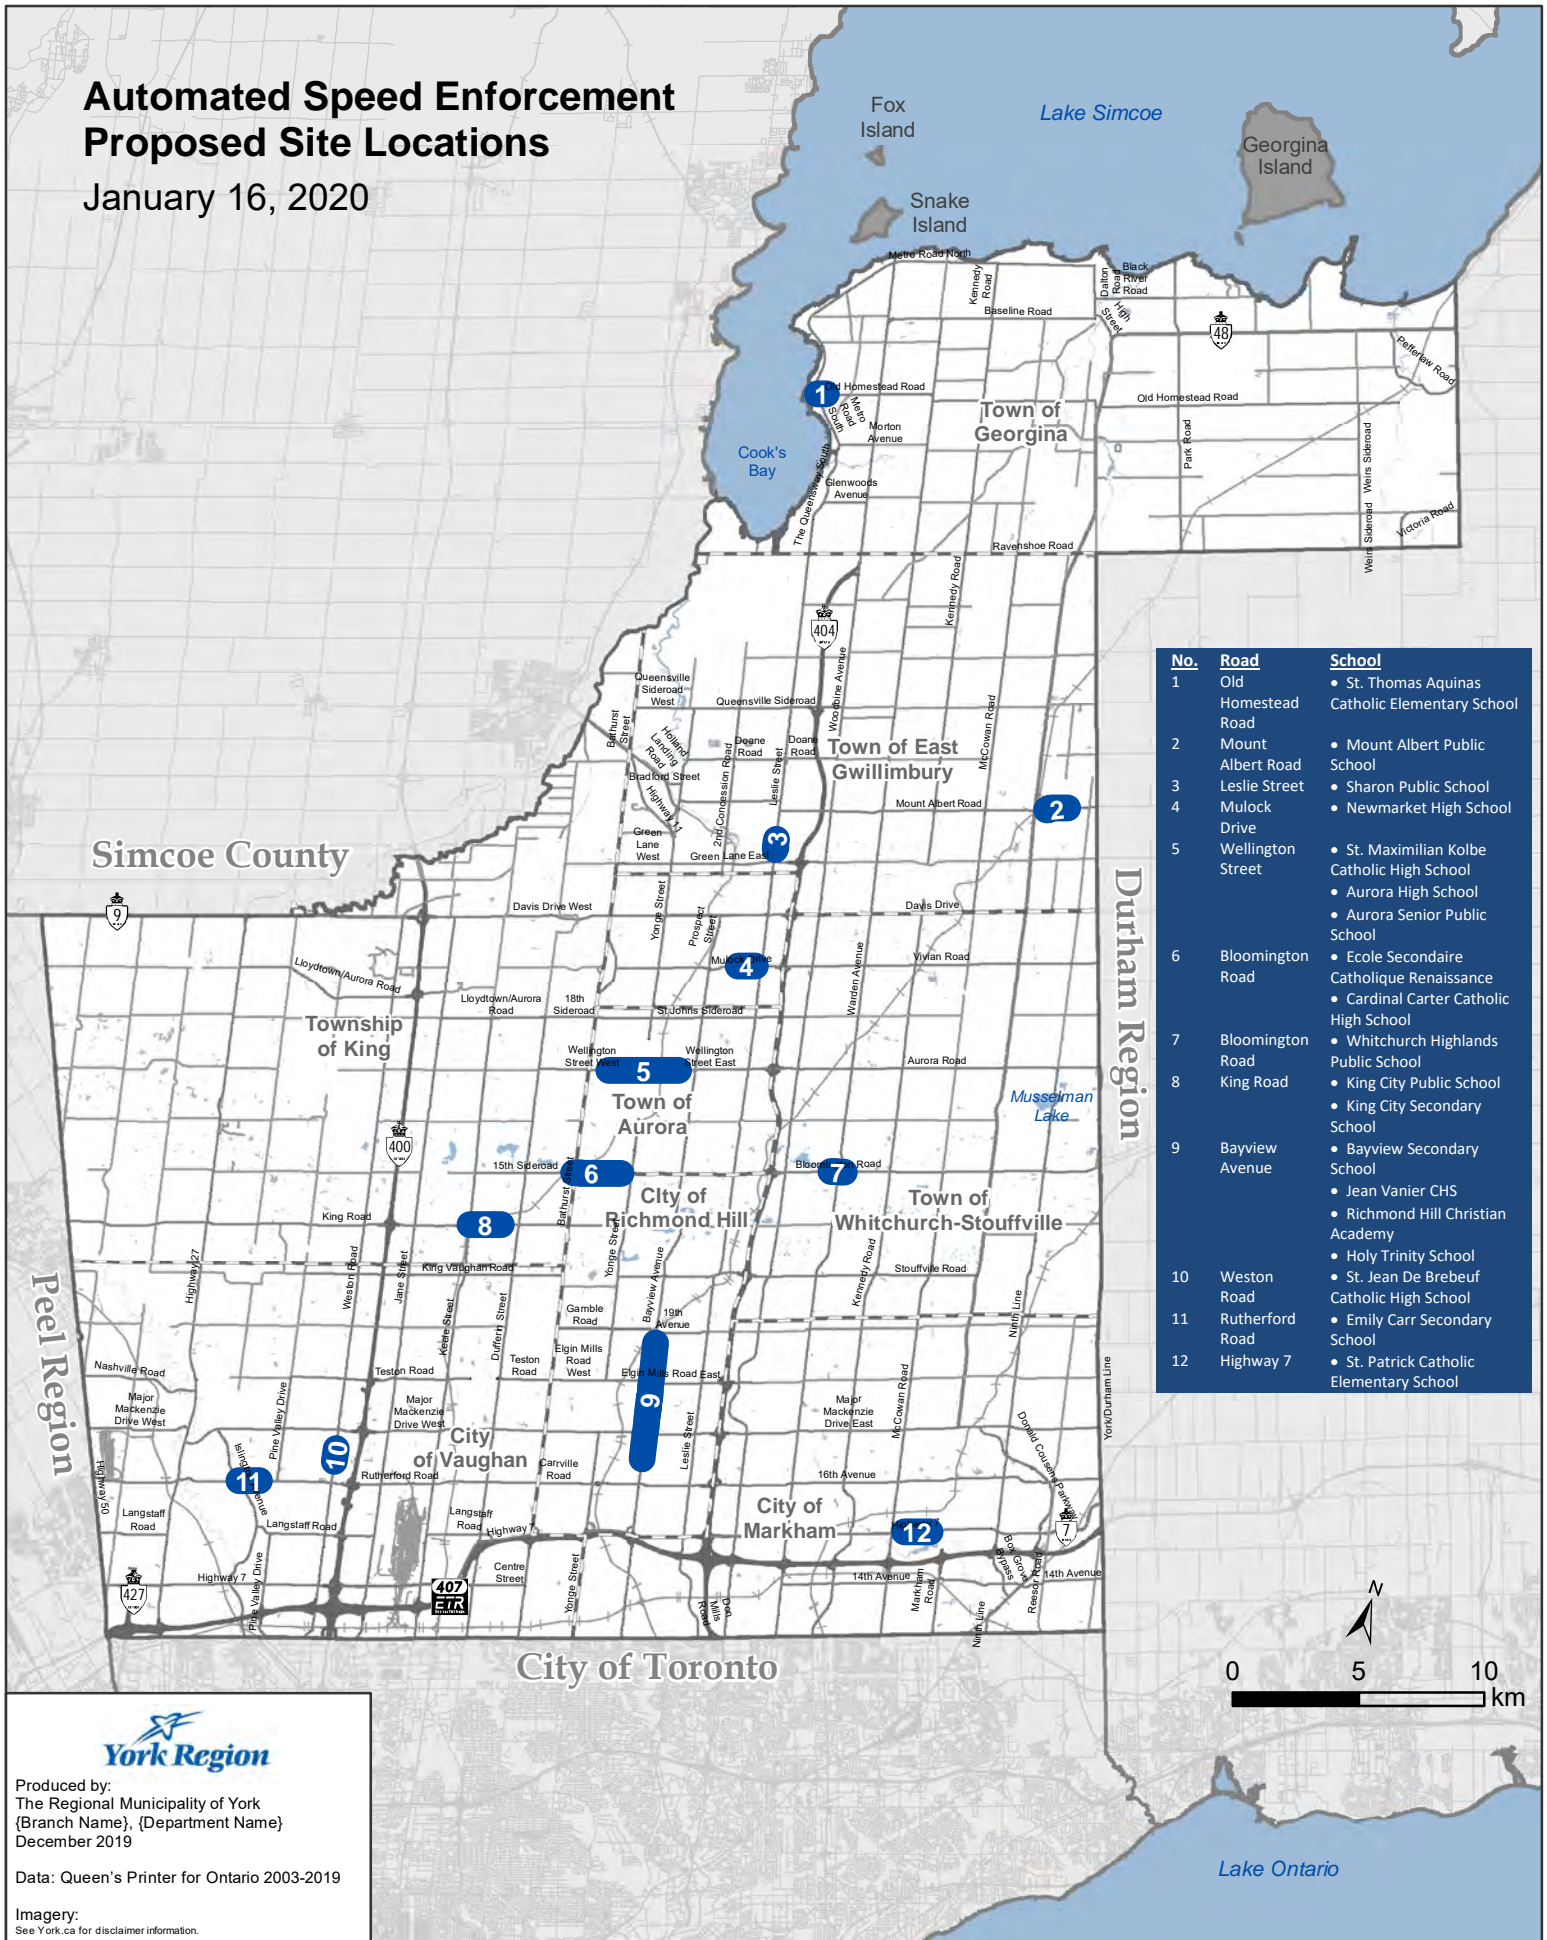 Automated Speed Enforcement
Proposed Site Locations
January 16, 2020
Fox
Island
Lake Simcoe
Georgina
Island
Snake
Island
Metro Road North
Kennedy
Road
Dalton
Road
Black
River
Road
High
Street
Baseline Road
48
Pefferlaw Road
1
Old Homestead Road
Old Homestead Road
Metro
Road
South
Town of
Georgina
Morton
Avenue
Park Road
Weirs Sideroad
Cook's
Bay
The Queensway South
Glenwoods
Avenue
Victoria Road
Weirs Sideroad
Ravenshoe Road
Kennedy Road
404
Queensville
Sideroad
West
Queensville Sideroad
Woodbine Avenue
McCowan Road
Bathurst
Street
Holland
Landing
Road
Doane
Road
Doane
Road
Town of East
Gwillimbury
Bradford Street
2nd Concession Road
Leslie Street
Highway 11
Mount Albert Road
2
3
Green
Lane
West
Green Lane East
Simcoe County
9
Davis Drive West
Yonge Street
Prospect
Street
Davis Drive
Durham Region
Mulock Drive
4
Vivian Road
Warden Avenue
Lloydtown/Aurora Road
Lloydtown/Aurora
Road
18th
Sideroad
St Johns Sideroad
Township
of King
Wellington
Street West
Wellington
Street East
5
Aurora Road
Town of
Aurora
Musselman
Lake
400
15th Sideroad
6
Bloomington Road
7
Bathurst Street
City of
Richmond Hill
Town of
Whitchurch-Stouffville
King Road
8
Yonge Street
Highway 27
Weston Road
Jane Street
King Vaughan Road
Bayview Avenue
Kennedy Road
Stouffville Road
Peel Region
Keele Street
Dufferin Street
Gamble
Road
19th
Avenue
Ninth Line
Nashville Road
Teston Road
Teston
Road
Elgin Mills
Road
West
Elgin Mills Road East
9
McCowan Road
York/Durham Line
Major
Mackenzie
Drive West
Pine Valley Drive
Major
Mackenzie
Drive West
Major
Mackenzie
Drive East
Leslie Street
Donald Cousens Parkway
10
City
of Vaughan
Islington Avenue
11
Rutherford Road
Carrville
Road
16th Avenue
Highway 50
Langstaff
Road
Langstaff Road
Langstaff
Road
Highway 7
City of
Markham
Highway 7
12
7
Box Grove
Bypass
Reesor Road
Centre
Street
Yonge Street
14th Avenue
14th Avenue
Markham
Road
Highway 7
427
Pine Valley Drive
407
ETR
Don
Mills
Road
Ninth Line
City of Toronto
No. Road School
1 Old Homestead Road • St. Thomas Aquinas Catholic Elementary School
2 Mount Albert Road • Mount Albert Public School
3 Leslie Street • Sharon Public School
4 Mulock Drive • Newmarket High School
5 Wellington Street • St. Maximilian Kolbe Catholic High School
• Aurora High School
• Aurora Senior Public School
6 Bloomington Road • Ecole Secondaire Catholique Renaissance
• Cardinal Carter Catholic High School
7 Bloomington Road • Whitchurch Highlands Public School
8 King Road • King City Public School
• King City Secondary School
9 Bayview Avenue • Bayview Secondary School
• Jean Vanier CHS
• Richmond Hill Christian Academy
• Holy Trinity School
10 Weston Road • St. Jean De Brebeuf Catholic High School
11 Rutherford Road • Emily Carr Secondary School
12 Highway 7 • St. Patrick Catholic Elementary School
N
0 5 10
km
York Region
Produced by:
The Regional Municipality of York
{Branch Name}, {Department Name}
December 2019
Data: Queen's Printer for Ontario 2003-2019
Imagery:
See York.ca for disclaimer information.
Lake Ontario